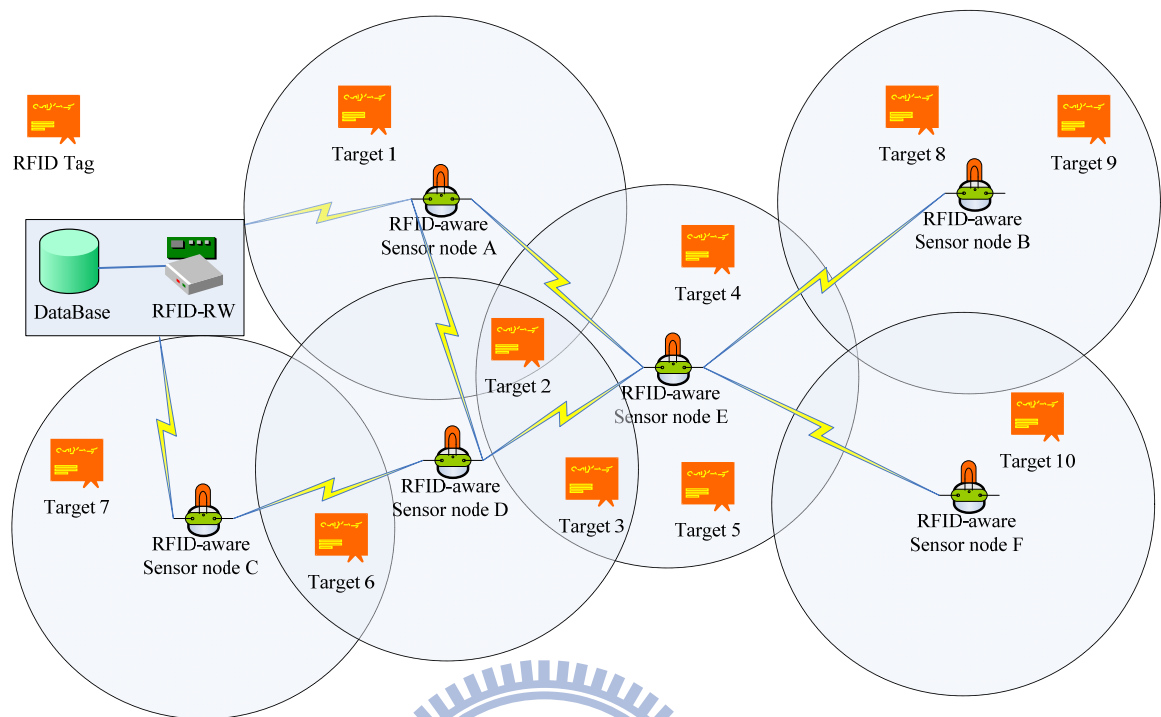 RFID Tag
Target 1
RFID-aware
Sensor node A
Target 8
Target 9
RFID-aware
Sensor node B
DataBase
RFID-RW
Target 4
Target 2
RFID-aware
Sensor node E
Target 7
RFID-aware
Sensor node C
Target 6
RFID-aware
Sensor node D
Target 3
Target 5
Target 10
RFID-aware
Sensor node F